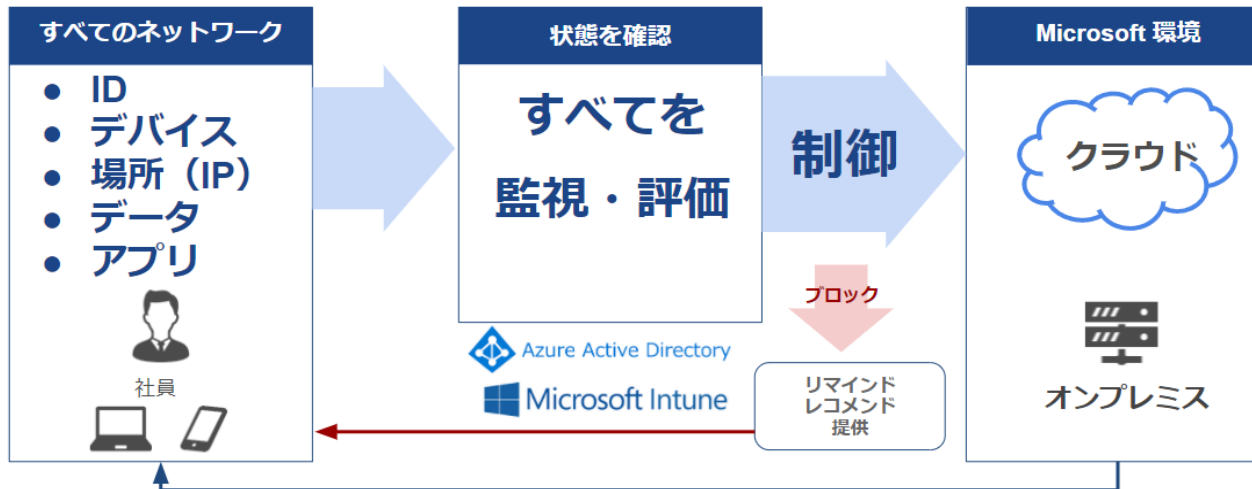 すべてのネットワーク
● ID
● デバイス
● 場所（IP）
● データ
● アプリ
社員
状態を確認
すべてを
監視・評価
Azure Active Directory
Microsoft Intune
制御
ブロック
リマインド
レコメンド
提供
Microsoft 環境
クラウド
オンプレミス